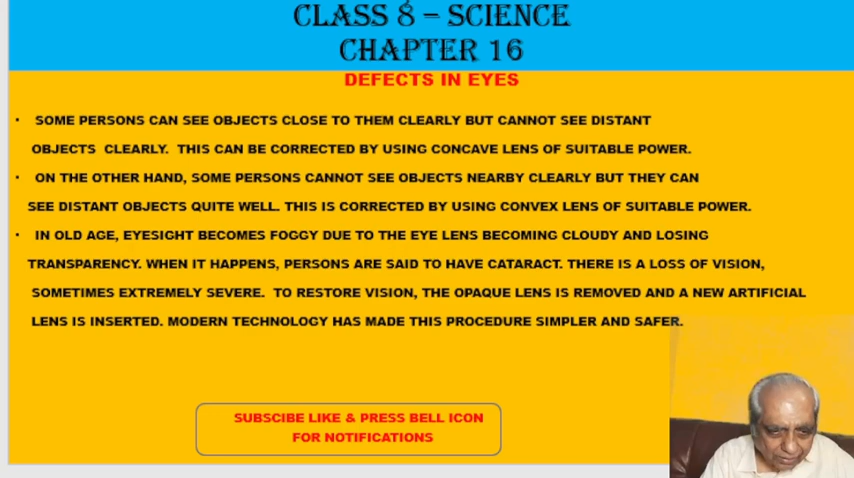 CLASS 8 – SCIENCE
CHAPTER 16
DEFECTS IN EYES
• SOME PERSONS CAN SEE OBJECTS CLOSE TO THEM CLEARLY BUT CANNOT SEE DISTANT
OBJECTS CLEARLY. THIS CAN BE CORRECTED BY USING CONCAVE LENS OF SUITABLE POWER.
• ON THE OTHER HAND, SOME PERSONS CANNOT SEE OBJECTS NEARBY CLEARLY BUT THEY CAN
SEE DISTANT OBJECTS QUITE WELL. THIS IS CORRECTED BY USING CONVEX LENS OF SUITABLE POWER.
• IN OLD AGE, EYESIGHT BECOMES FOGGY DUE TO THE EYE LENS BECOMING CLOUDY AND LOSING
TRANSPARENCY. WHEN IT HAPPENS, PERSONS ARE SAID TO HAVE CATARACT. THERE IS A LOSS OF VISION,
SOMETIMES EXTREMELY SEVERE. TO RESTORE VISION, THE OPAQUE LENS IS REMOVED AND A NEW ARTIFICIAL
LENS IS INSERTED. MODERN TECHNOLOGY HAS MADE THIS PROCEDURE SIMPLER AND SAFER.
SUBSCIBE LIKE & PRESS BELL ICON
FOR NOTIFICATIONS